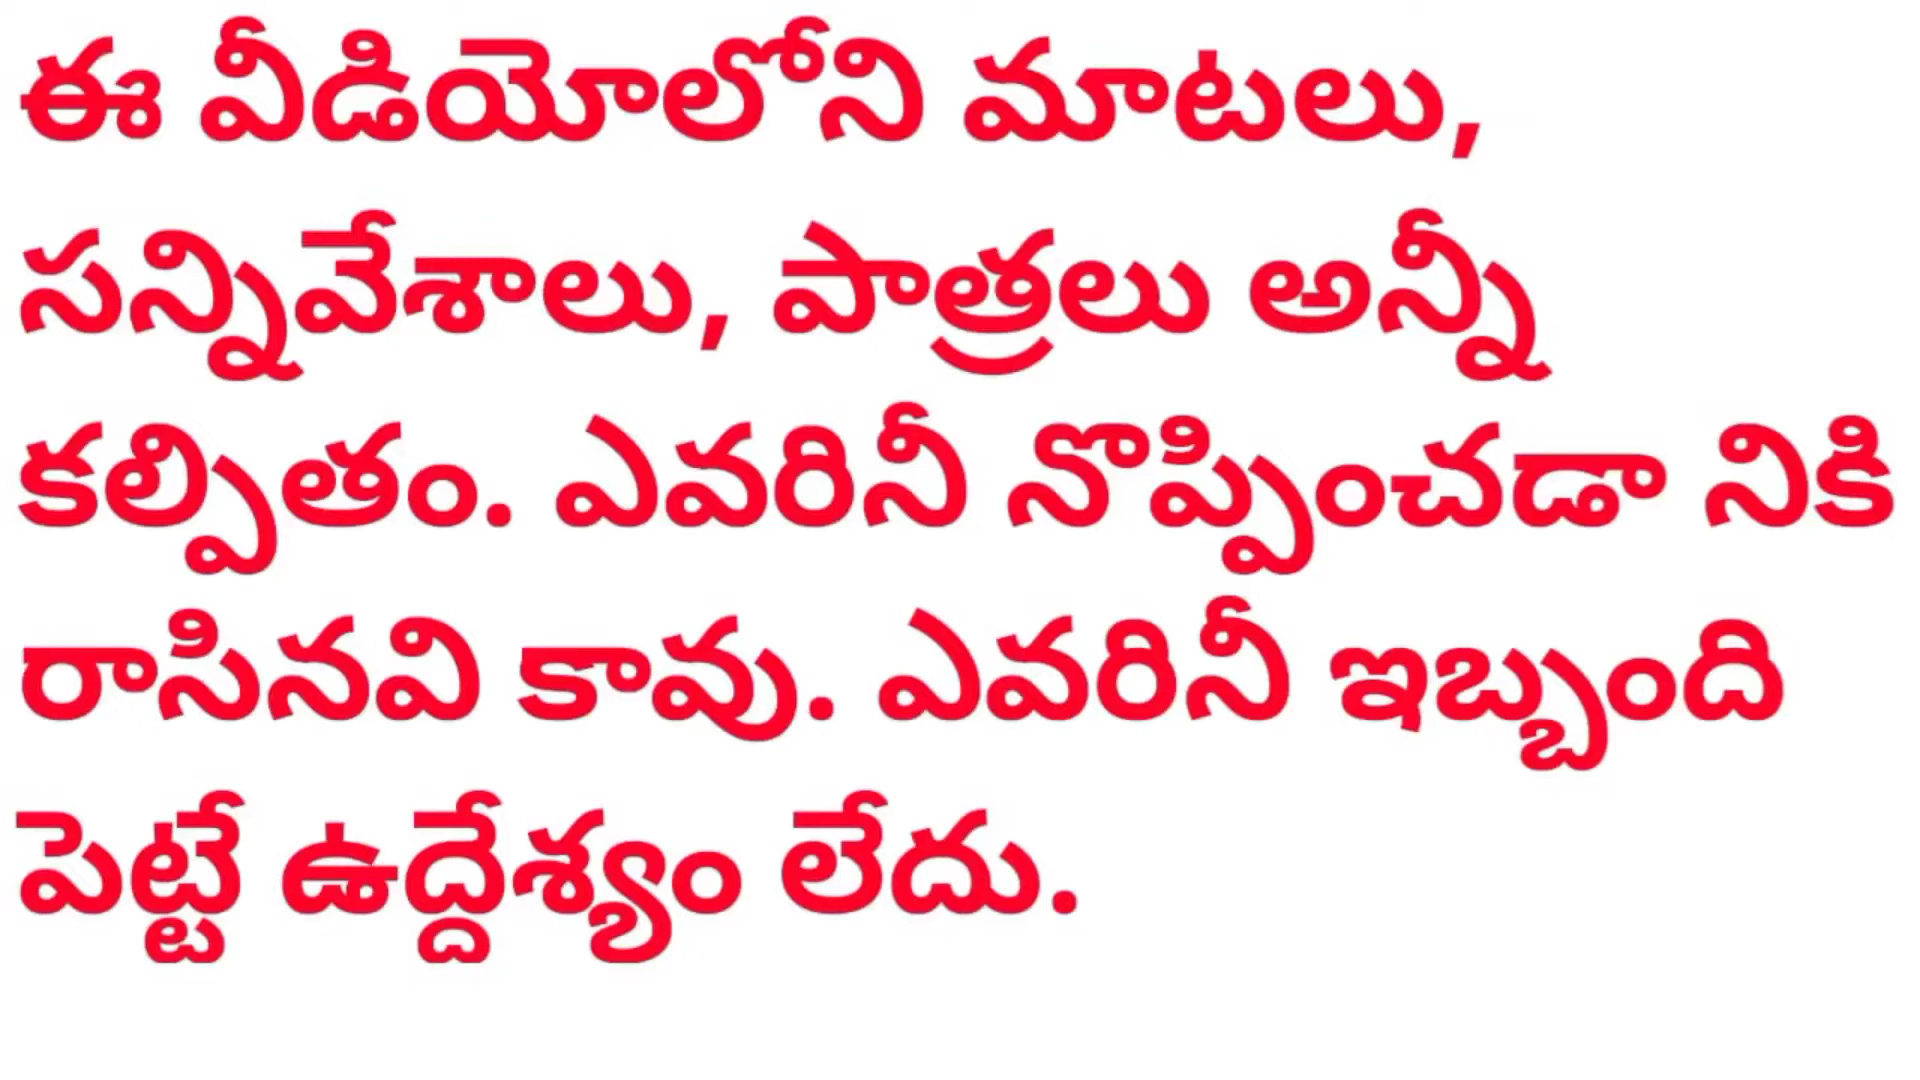 ఈ వీడియోలోని మాటలు,
సన్నివేశాలు, పాత్రలు అన్నీ
కల్పితం. ఎవరినీ నొప్పించడా నికి
రాసినవి కావు. ఎవరినీ ఇబ్బంది
పెట్టే ఉద్దేశ్యం లేదు.